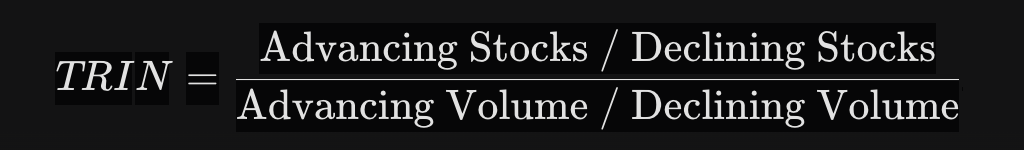 TRIN = Advancing Stocks / Declining Stocks
Advancing Volume / Declining Volume